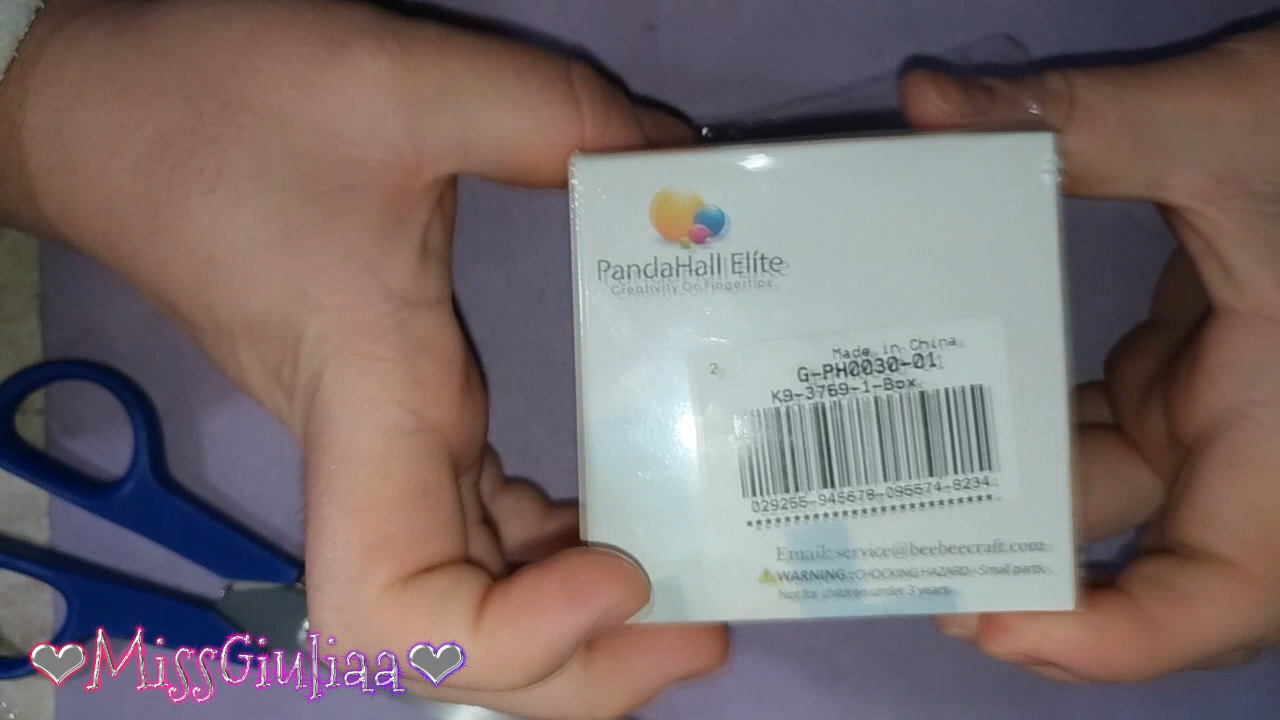 PandaHall Elite
Creativity On Fingertips
Made in China
2
G-PH0030-01
K9-3769-1-Box
029255-945678-095574-8234
************************
Email: service@beebeecraft.com
WARNING: CHOCKING HAZARD--Small parts.
Not for children under 3 years
MissGiuliaa